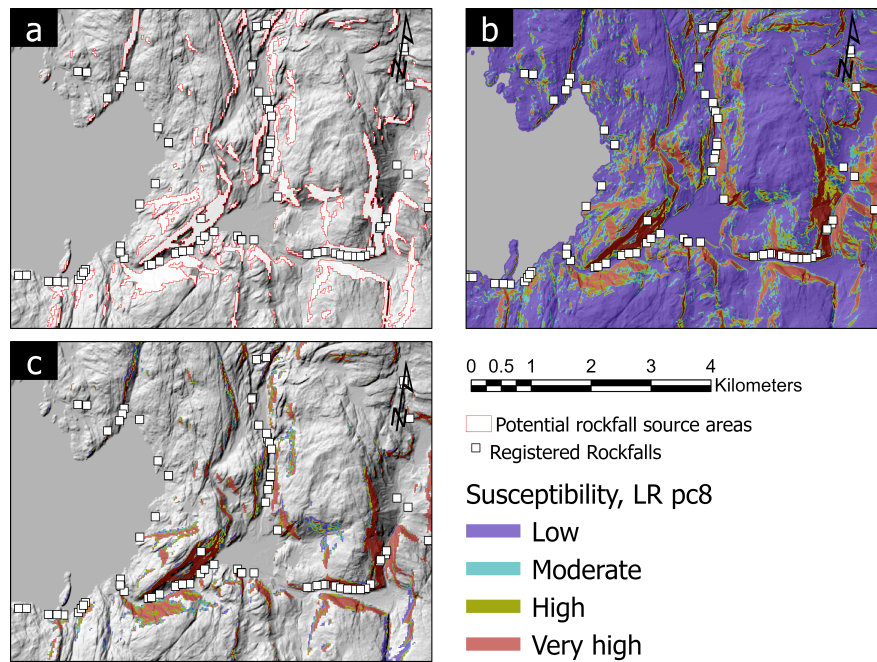 a
N
b
N
c
N
0 0.5 1 2 3 4
Kilometers
Potential rockfall source areas
Registered Rockfalls
Susceptibility, LR pc8
Low
Moderate
High
Very high